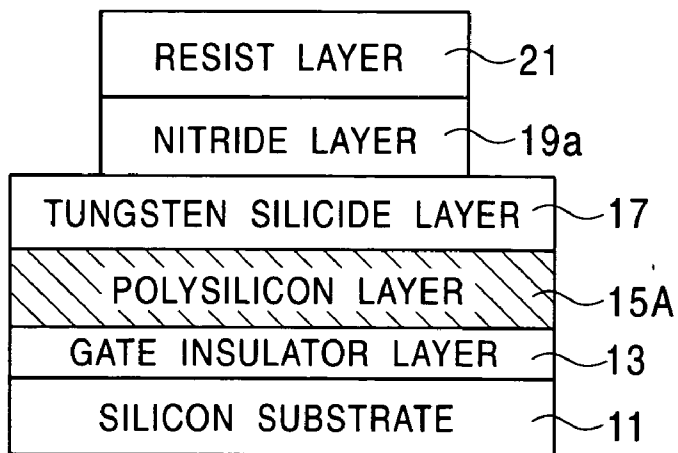 RESIST LAYER 21
NITRIDE LAYER 19a
TUNGSTEN SILICIDE LAYER 17
POLYSILICON LAYER 15A
GATE INSULATOR LAYER 13
SILICON SUBSTRATE 11